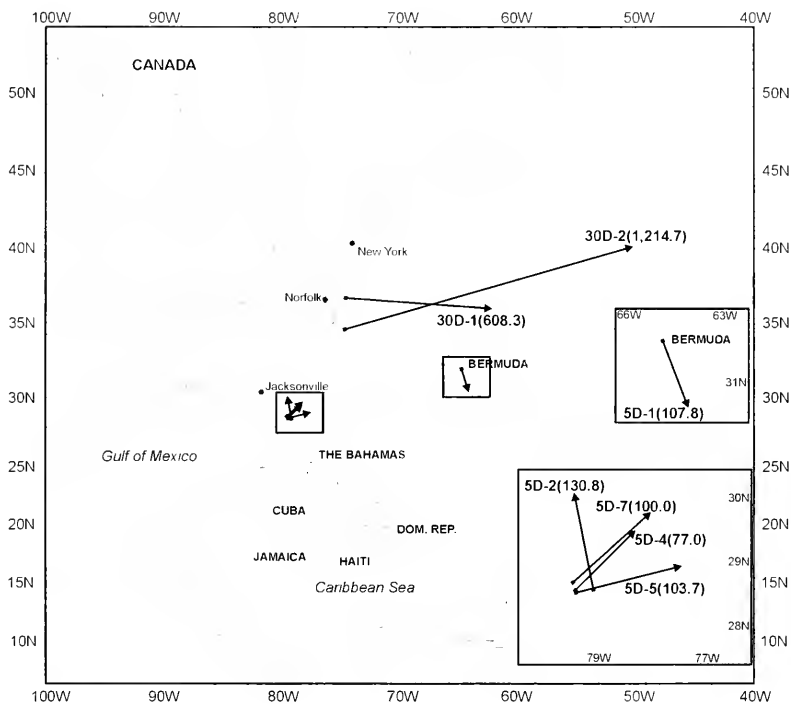 100W 90W 80W 70W 60W 50W 40W
CANADA
50N 50N
45N 45N
30D-2(1,214.7)
40N New York 40N
Norfolk
66W 63W
35N 30D-1(608.3) 35N
BERMUDA BERMUDA
Jacksonville 31N
30N 30N
5D-1(107.8)
Gulf of Mexico THE BAHAMAS
25N 25N
5D-2(130.8) 30N
CUBA 5D-7(100.0)
20N DOM. REP. 20N
5D-4(77.0)
JAMAICA HAITI 29N
15N Caribbean Sea 5D-5(103.7) 15N
28N
10N 10N
79W 77W
100W 90W 80W 70W 60W 50W 40W